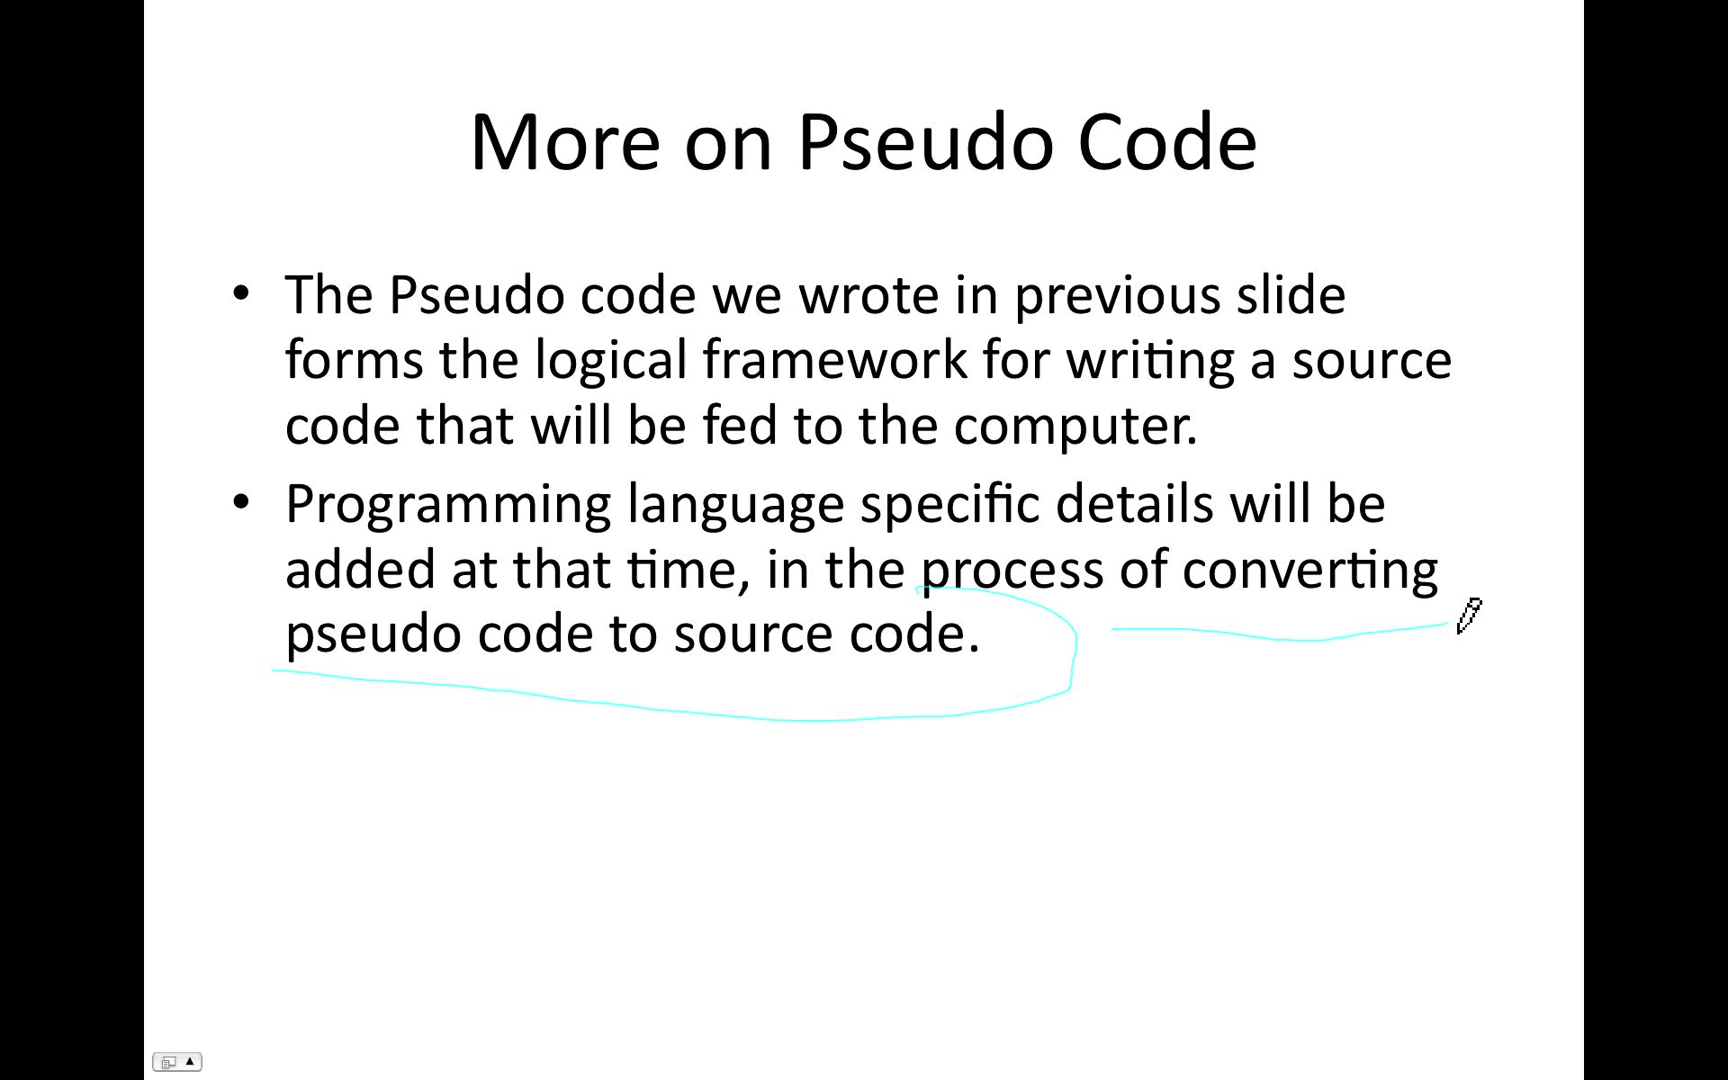 More on Pseudo Code
• The Pseudo code we wrote in previous slide
forms the logical framework for writing a source
code that will be fed to the computer.
• Programming language specific details will be
added at that time, in the process of converting
pseudo code to source code.